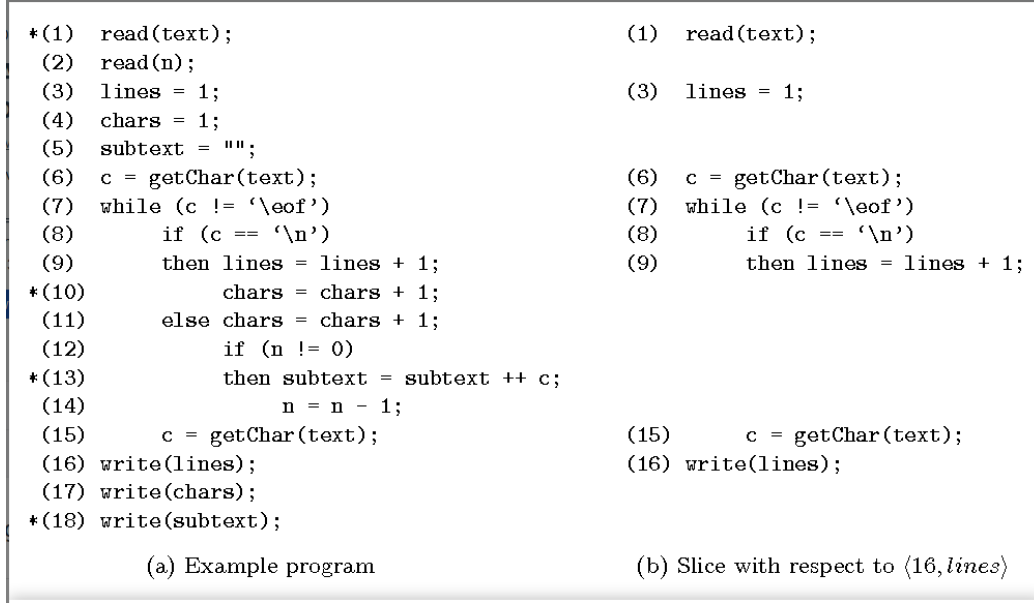 *(1) read(text);
(2) read(n);
(3) lines = 1;
(4) chars = 1;
(5) subtext = "";
(6) c = getChar(text);
(7) while (c != ‘\eof’)
(8) if (c == ‘\n’)
(9) then lines = lines + 1;
*(10) chars = chars + 1;
(11) else chars = chars + 1;
(12) if (n != 0)
*(13) then subtext = subtext ++ c;
(14) n = n - 1;
(15) c = getChar(text);
(16) write(lines);
(17) write(chars);
*(18) write(subtext);
(a) Example program
(1) read(text);
(3) lines = 1;
(6) c = getChar(text);
(7) while (c != ‘\eof’)
(8) if (c == ‘\n’)
(9) then lines = lines + 1;
(15) c = getChar(text);
(16) write(lines);
(b) Slice with respect to ⟨16, lines⟩